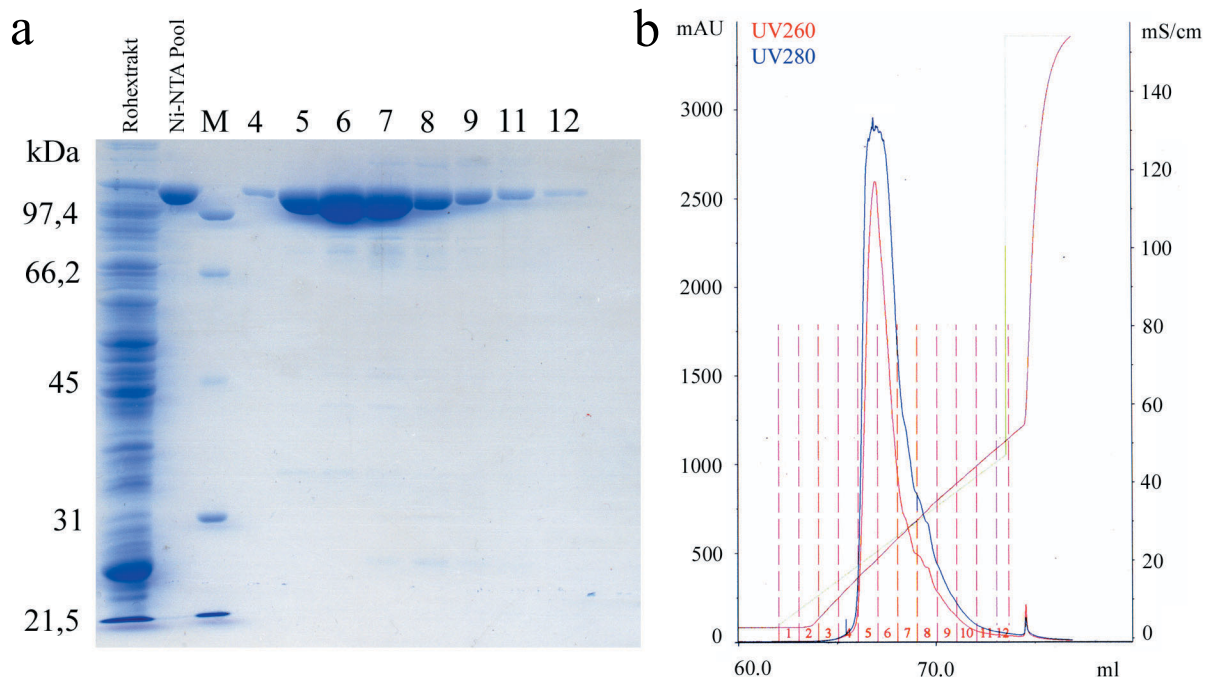 a
Rohextrakt
Ni-NTA Pool
M 4 5 6 7 8 9 11 12
kDa
97,4
66,2
45
31
21,5
b
mAU
UV260
UV280
mS/cm
3000
2500
2000
1500
1000
500
0
140
120
100
80
60
40
20
0
1 2 3 4 5 6 7 8 9 10 11 12
60.0 70.0 ml